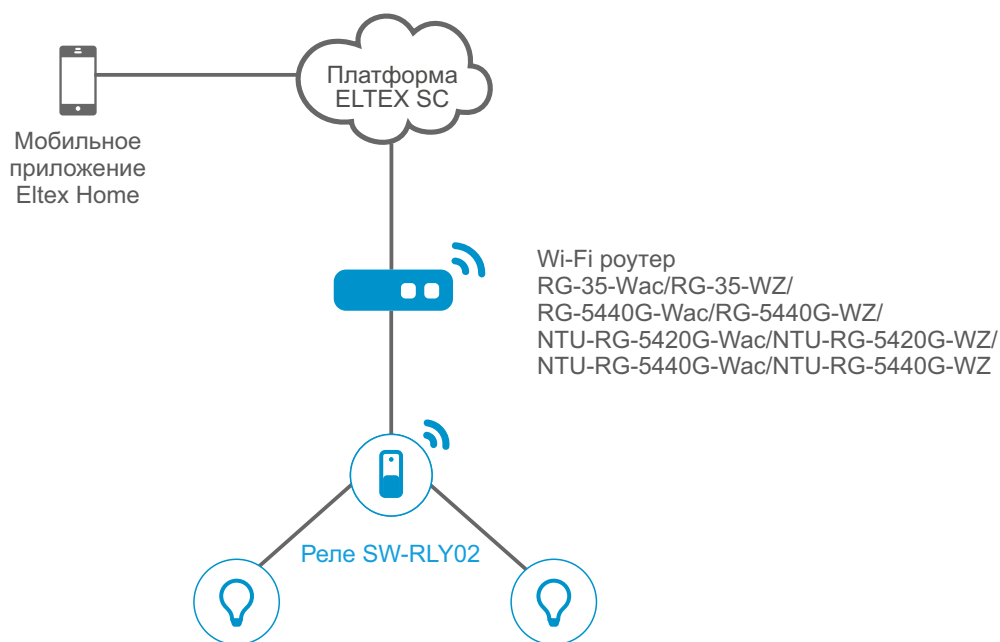 Платформа
ELTEX SC
Мобильное
приложение
Eltex Home
Wi-Fi роутер
RG-35-Wac/RG-35-WZ/
RG-5440G-Wac/RG-5440G-WZ/
NTU-RG-5420G-Wac/NTU-RG-5420G-WZ/
NTU-RG-5440G-Wac/NTU-RG-5440G-WZ
Реле SW-RLY02